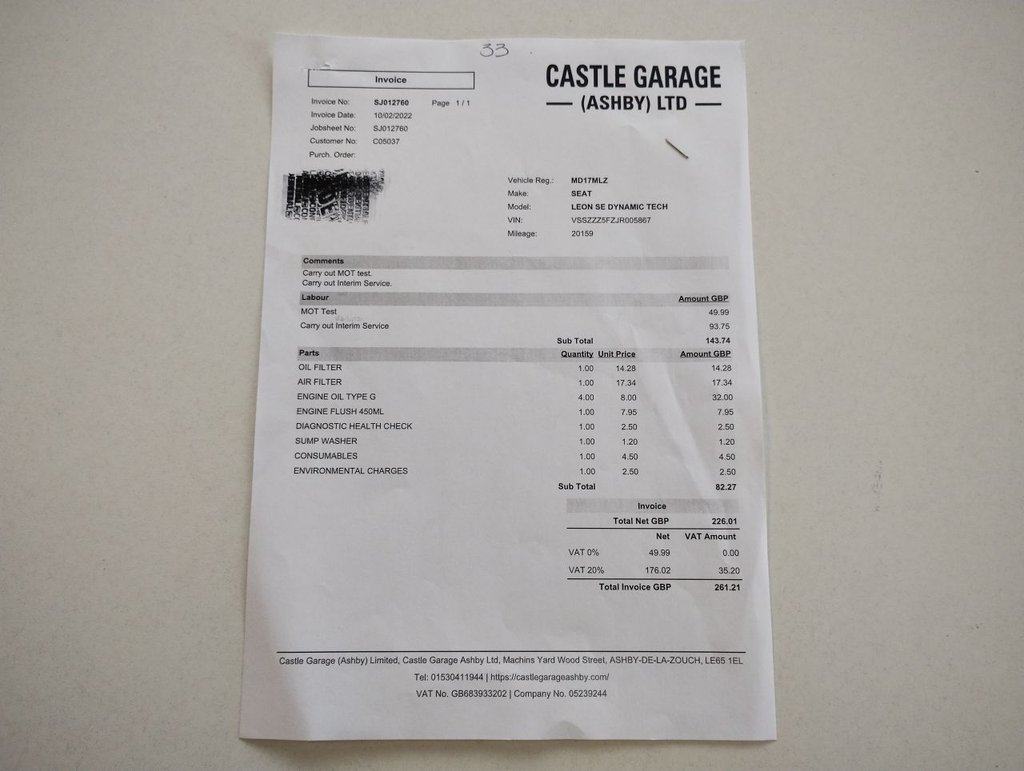 33
Invoice
CASTLE GARAGE
(ASHBY) LTD
Invoice No: SJ012760 Page 1 / 1
Invoice Date: 10/02/2022
Jobsheet No: SJ012760
Customer No: C05037
Purch. Order:
Vehicle Reg.: MD17MLZ
Make: SEAT
Model: LEON SE DYNAMIC TECH
VIN: VSSZZZ5FZJR005867
Mileage: 20159
Comments
Carry out MOT test.
Carry out Interim Service.
Labour Amount GBP
MOT Test 49.99
Carry out Interim Service 93.75
Sub Total 143.74
Parts Quantity Unit Price Amount GBP
OIL FILTER 1.00 14.28 14.28
AIR FILTER 1.00 17.34 17.34
ENGINE OIL TYPE G 4.00 8.00 32.00
ENGINE FLUSH 450ML 1.00 7.95 7.95
DIAGNOSTIC HEALTH CHECK 1.00 2.50 2.50
SUMP WASHER 1.00 1.20 1.20
CONSUMABLES 1.00 4.50 4.50
ENVIRONMENTAL CHARGES 1.00 2.50 2.50
Sub Total 82.27
Invoice
Total Net GBP 226.01
Net VAT Amount
VAT 0% 49.99 0.00
VAT 20% 176.02 35.20
Total Invoice GBP 261.21
Castle Garage (Ashby) Limited, Castle Garage Ashby Ltd, Machins Yard Wood Street, ASHBY-DE-LA-ZOUCH, LE65 1EL
Tel: 01530411944 | https://castlegarageashby.com/
VAT No. GB683933202 | Company No. 05239244